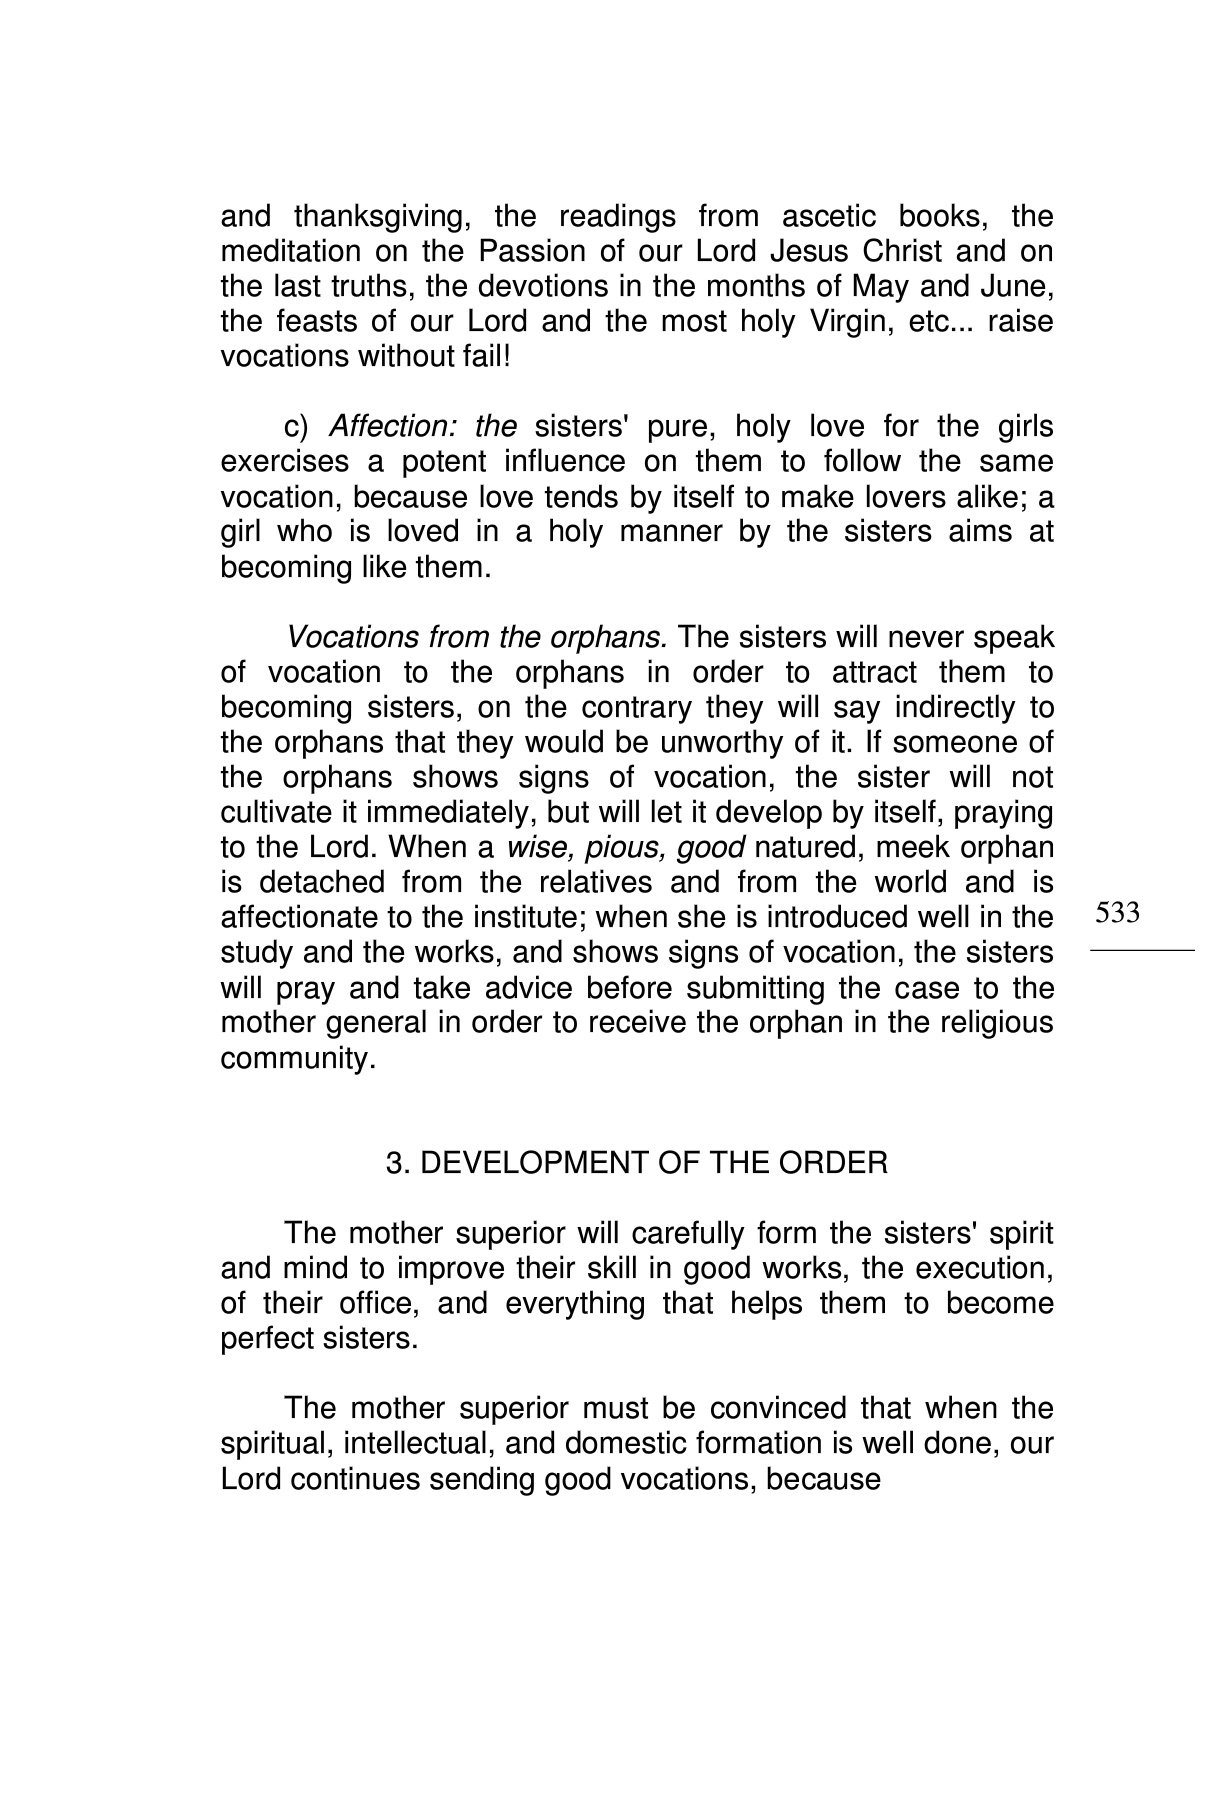 and thanksgiving, the readings from ascetic books, the
meditation on the Passion of our Lord Jesus Christ and on
the last truths, the devotions in the months of May and June,
the feasts of our Lord and the most holy Virgin, etc... raise
vocations without fail!
c) Affection: the sisters' pure, holy love for the girls
exercises a potent influence on them to follow the same
vocation, because love tends by itself to make lovers alike; a
girl who is loved in a holy manner by the sisters aims at
becoming like them.
Vocations from the orphans. The sisters will never speak
of vocation to the orphans in order to attract them to
becoming sisters, on the contrary they will say indirectly to
the orphans that they would be unworthy of it. If someone of
the orphans shows signs of vocation, the sister will not
cultivate it immediately, but will let it develop by itself, praying
to the Lord. When a wise, pious, good natured, meek orphan
is detached from the relatives and from the world and is
affectionate to the institute; when she is introduced well in the
study and the works, and shows signs of vocation, the sisters
will pray and take advice before submitting the case to the
mother general in order to receive the orphan in the religious
community.
533
3. DEVELOPMENT OF THE ORDER
The mother superior will carefully form the sisters' spirit
and mind to improve their skill in good works, the execution,
of their office, and everything that helps them to become
perfect sisters.
The mother superior must be convinced that when the
spiritual, intellectual, and domestic formation is well done, our
Lord continues sending good vocations, because